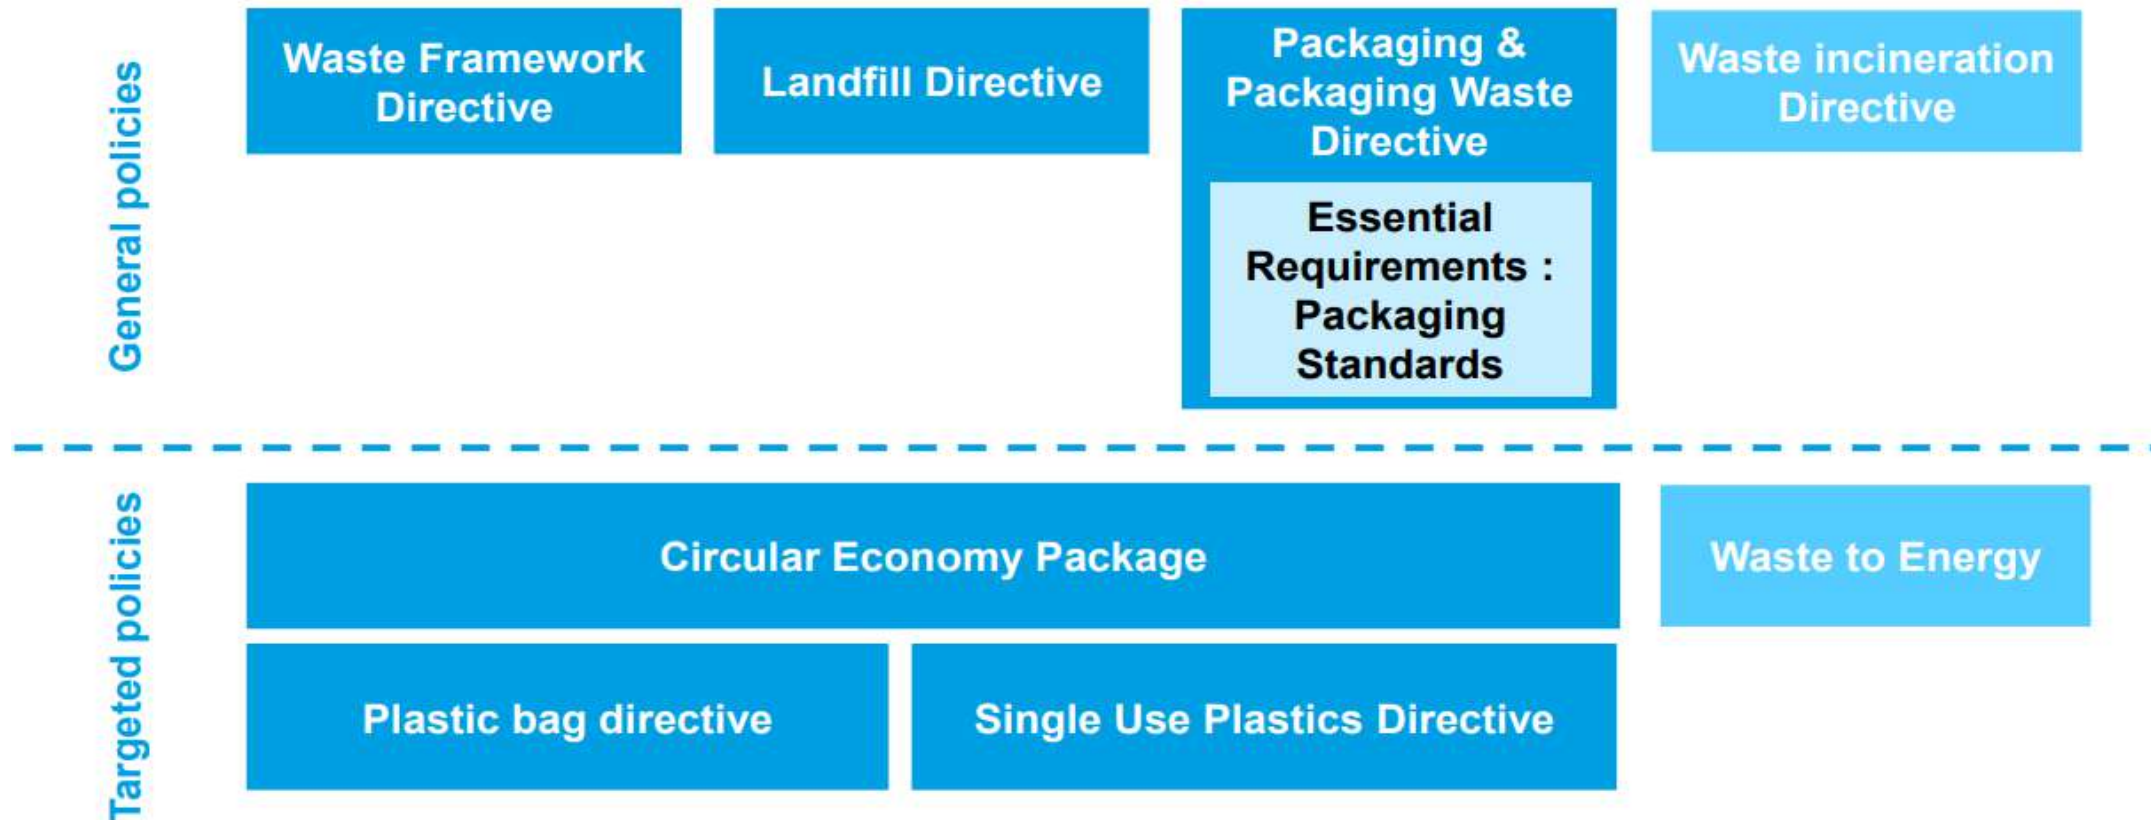 General policies
Waste Framework
Directive
Landfill Directive
Packaging &
Packaging Waste
Directive
Essential
Requirements :
Packaging
Standards
Waste incineration
Directive
Targeted policies
Circular Economy Package
Waste to Energy
Plastic bag directive
Single Use Plastics Directive